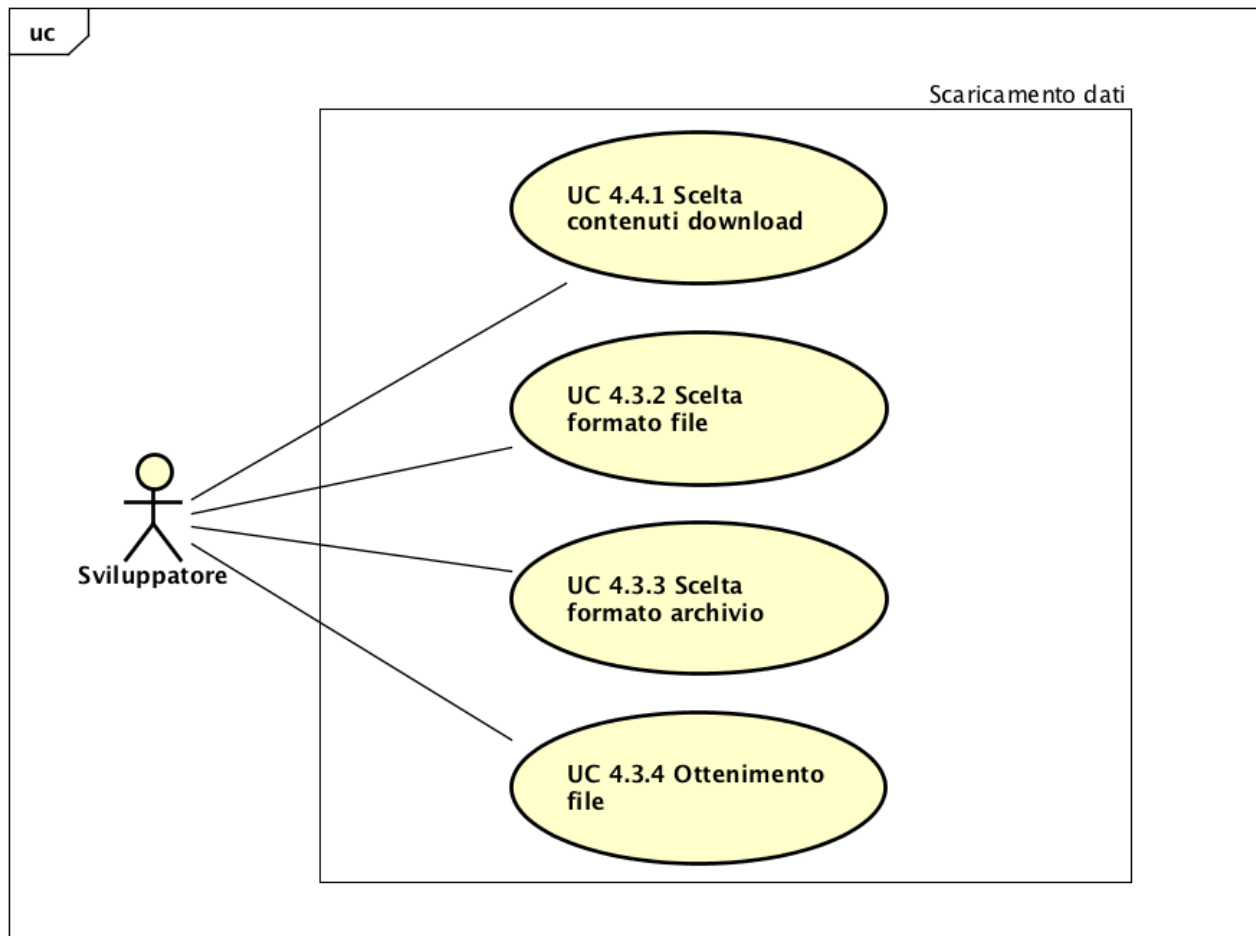 uc
Scaricamento dati
UC 4.4.1 Scelta
contenuti download
UC 4.3.2 Scelta
formato file
UC 4.3.3 Scelta
formato archivio
Sviluppatore
UC 4.3.4 Ottenimento
file